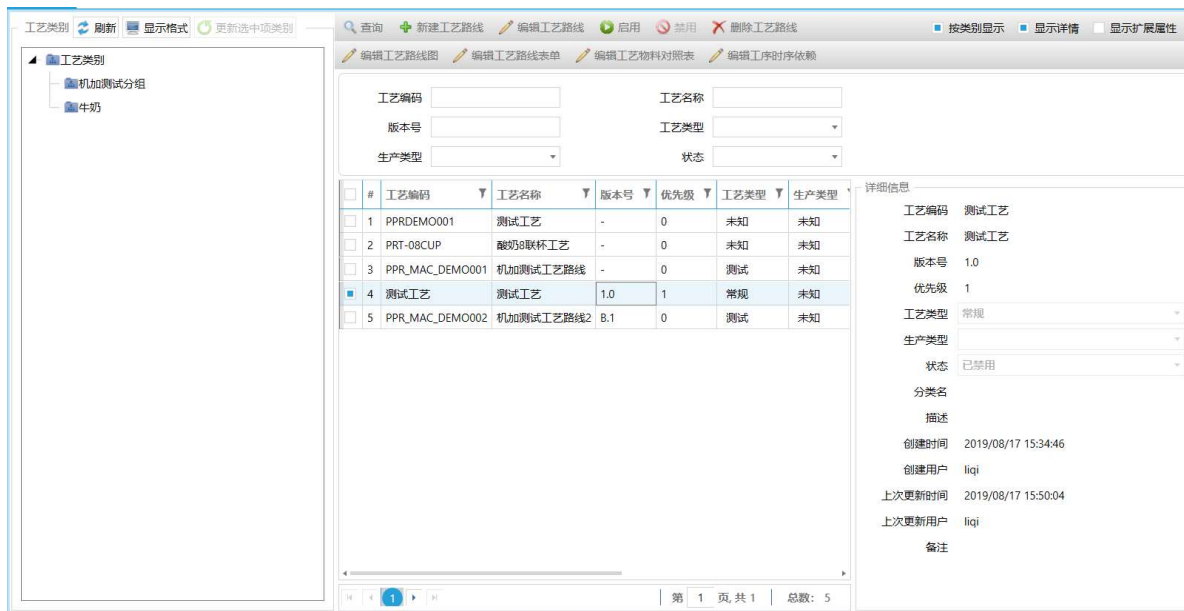 工艺类别 刷新 显示格式 更新选中项类别
工艺类别
机加测试分组
牛奶
查询 新建工艺路线 编辑工艺路线 启用 禁用 删除工艺路线 按类别显示 显示详情 显示扩展属性
编辑工艺路线图 编辑工艺路线表单 编辑工艺物料对照表 编辑工序时序依赖
工艺编码 工艺名称
版本号 工艺类型
生产类型 状态
# 工艺编码 工艺名称 版本号 优先级 工艺类型 生产类型
1 PPRDEMO001 测试工艺 - 0 未知 未知
2 PRT-08CUP 酸奶8联杯工艺 - 0 未知 未知
3 PPR_MAC_DEMO001 机加测试工艺路线 - 0 测试 未知
4 测试工艺 测试工艺 1.0 1 常规 未知
5 PPR_MAC_DEMO002 机加测试工艺路线2 B.1 0 测试 未知
1 第 1 页, 共 1 总数: 5
详细信息
工艺编码 测试工艺
工艺名称 测试工艺
版本号 1.0
优先级 1
工艺类型 常规
生产类型
状态 已禁用
分类名
描述
创建时间 2019/08/17 15:34:46
创建用户 liqi
上次更新时间 2019/08/17 15:50:04
上次更新用户 liqi
备注